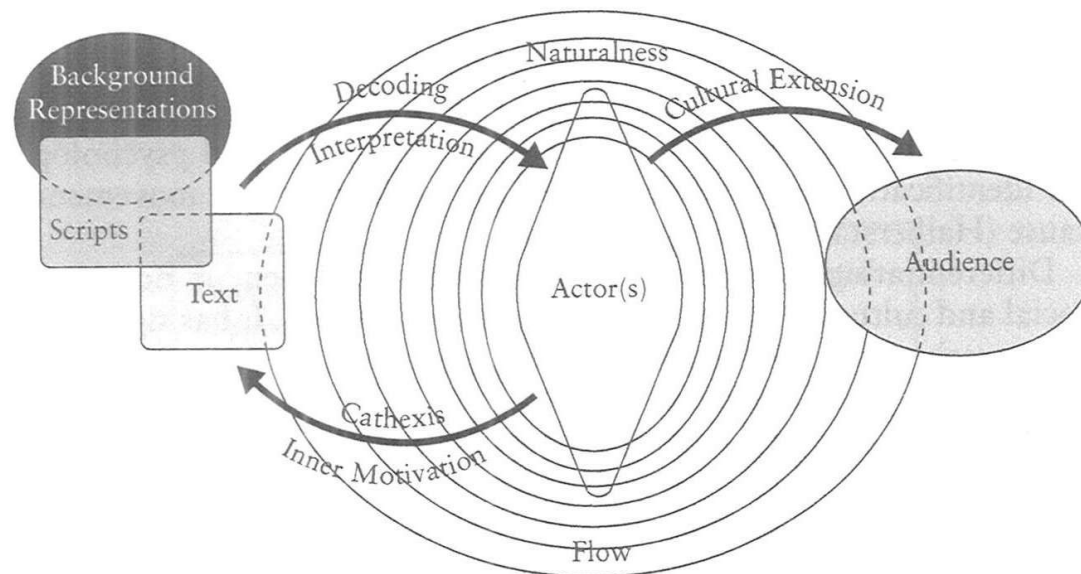 Background
Representations
Scripts
Text
Decoding
Interpretation
Naturalness
Cultural Extension
Actor(s)
Audience
Cathexis
Inner Motivation
Flow